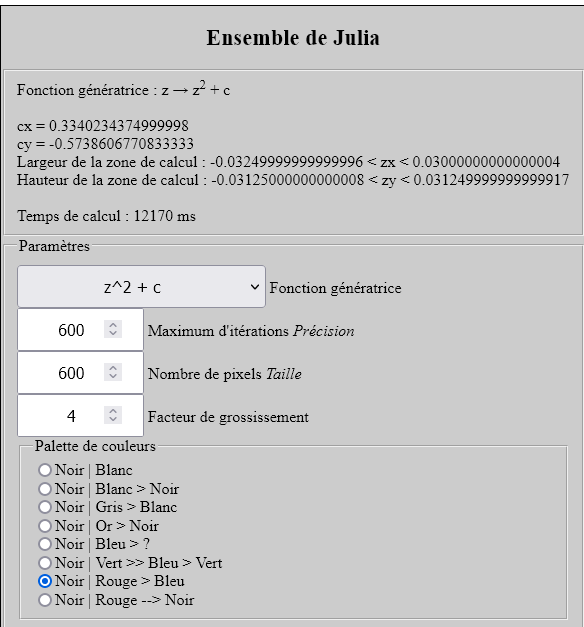 Ensemble de Julia
Fonction génératrice : z → z² + c
cx = 0.3340234374999998
cy = -0.5738606770833333
Largeur de la zone de calcul : -0.03249999999999996 < zx < 0.03000000000000004
Hauteur de la zone de calcul : -0.03125000000000008 < zy < 0.031249999999999917
Temps de calcul : 12170 ms
Paramètres
z^2 + c Fonction génératrice
600 Maximum d'itérations Précision
600 Nombre de pixels Taille
4 Facteur de grossissement
Palette de couleurs
Noir | Blanc
Noir | Blanc > Noir
Noir | Gris > Blanc
Noir | Or > Noir
Noir | Bleu > ?
Noir | Vert >> Bleu > Vert
Noir | Rouge > Bleu
Noir | Rouge --> Noir